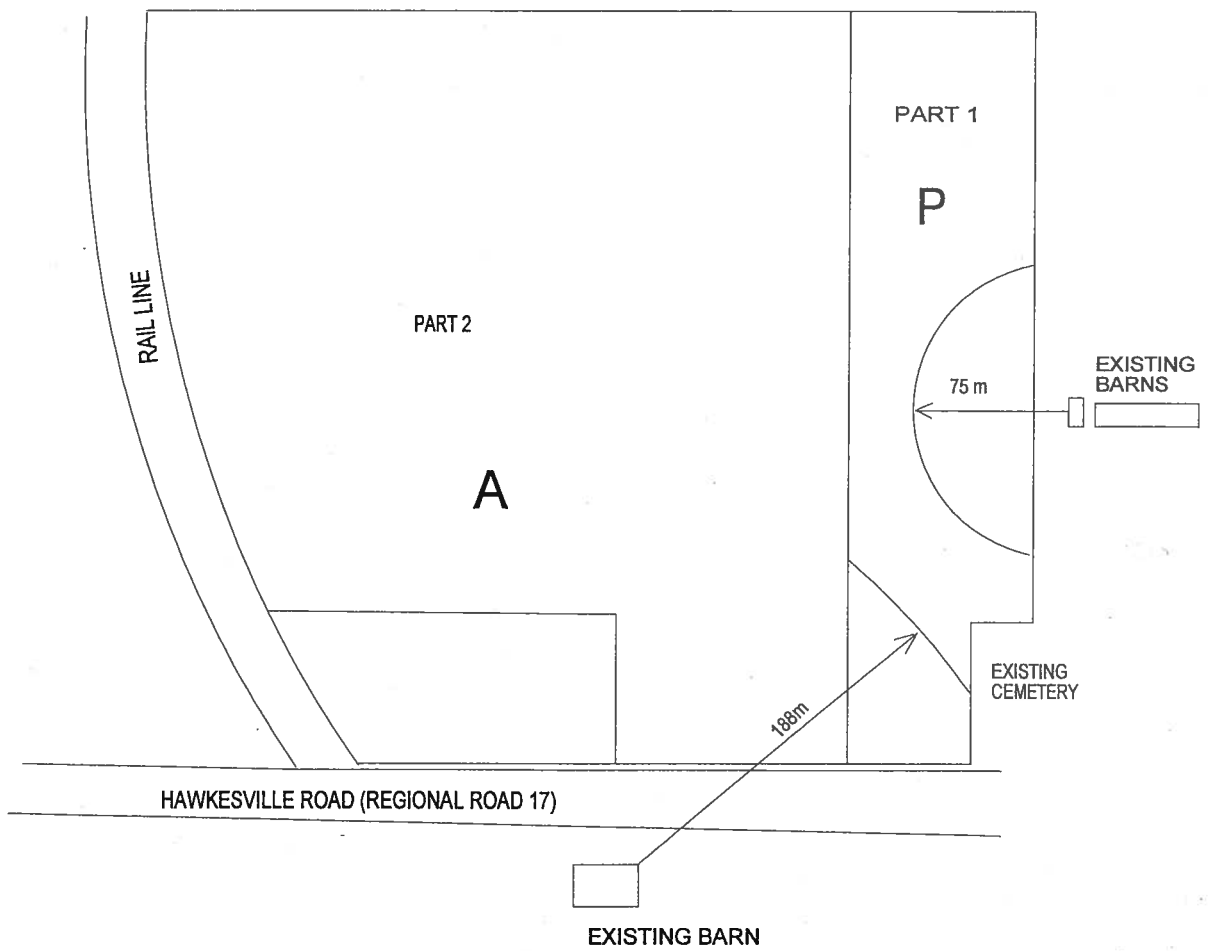 PART 1
P
RAIL LINE
PART 2
75 m
EXISTING
BARNS
A
EXISTING
CEMETERY
188m
HAWKESVILLE ROAD (REGIONAL ROAD 17)
EXISTING BARN